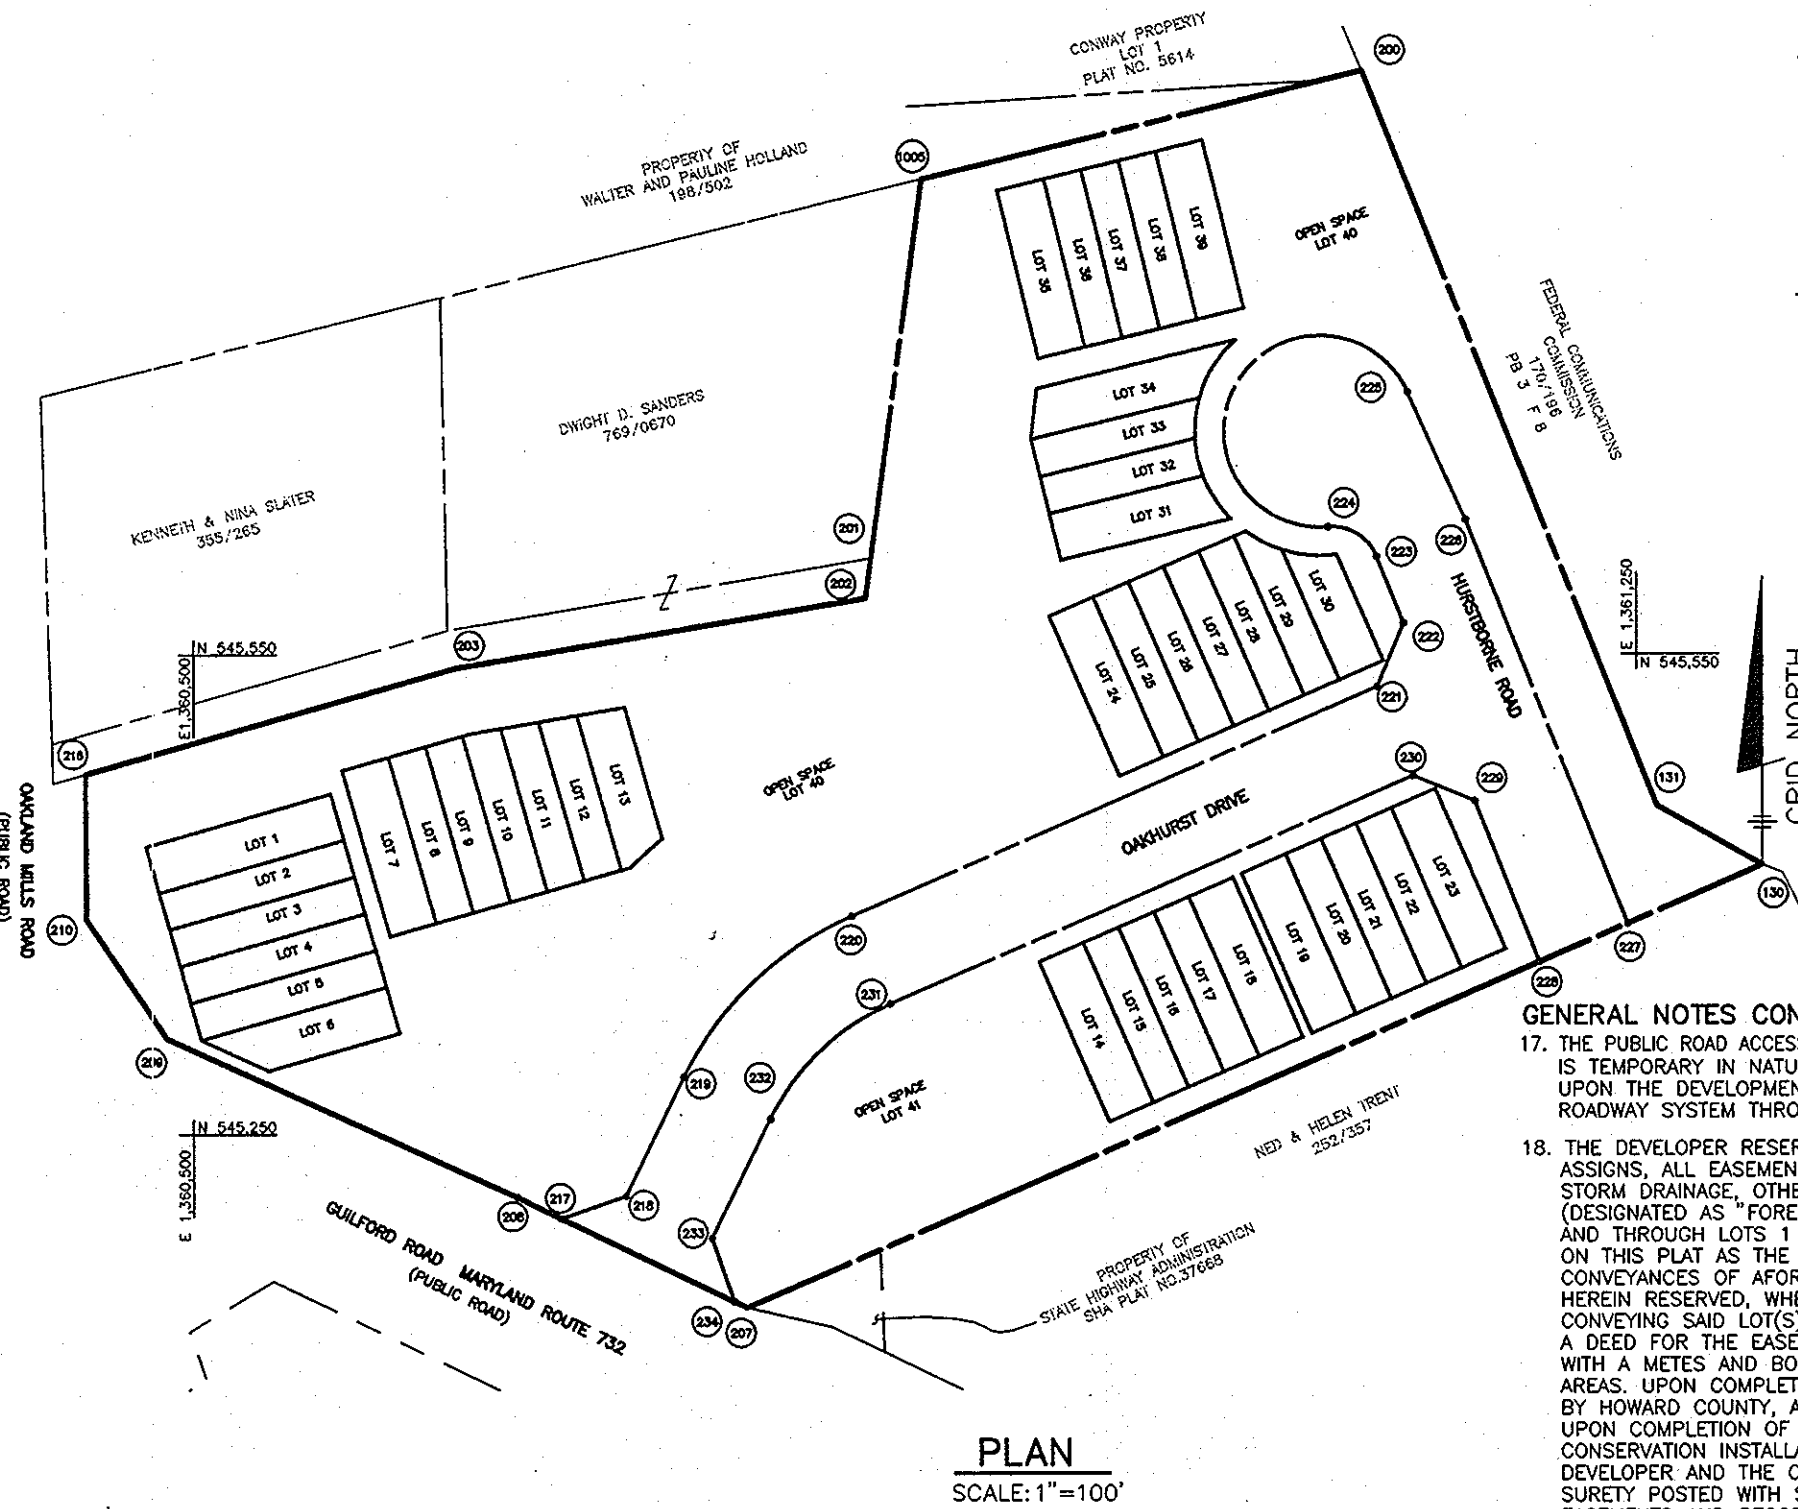 CONWAY PROPERTY
LOT 1
PLAT NO. 5614
200
PROPERTY OF
WALTER AND PAULINE HOLLAND
198/502
1005
LOT 35
LOT 36
LOT 37
LOT 38
LOT 39
OPEN SPACE
LOT 40
FEDERAL COMMUNICATIONS
COMMISSION
170/196
PB 3 F 8
DWIGHT D. SANDERS
769/0670
KENNETH & NINA SLATER
355/265
LOT 34
LOT 33
LOT 32
LOT 31
225
224
223
226
222
221
201
202
203
N 545,550
E 1,360,500
E 1,361,250
N 545,550
GRID NORTH
HURSTBORNE ROAD
LOT 24
LOT 25
LOT 26
LOT 27
LOT 28
LOT 29
LOT 30
216
OAKLAND MILLS ROAD
(PUBLIC ROAD)
210
209
LOT 1
LOT 2
LOT 3
LOT 4
LOT 5
LOT 6
LOT 7
LOT 8
LOT 9
LOT 10
LOT 11
LOT 12
LOT 13
OPEN SPACE
LOT 40
OAKHURST DRIVE
230
229
131
130
227
228
220
231
219
232
LOT 14
LOT 15
LOT 16
LOT 17
LOT 18
LOT 19
LOT 20
LOT 21
LOT 22
LOT 23
OPEN SPACE
LOT 41
NED & HELEN TRENT
252/357
N 545,250
E 1,360,500
217
218
233
234
207
GUILFORD ROAD MARYLAND ROUTE 732
(PUBLIC ROAD)
PROPERTY OF
STATE HIGHWAY ADMINISTRATION
SHA PLAT NO.37668
GENERAL NOTES CON
17. THE PUBLIC ROAD ACCESS
IS TEMPORARY IN NATU
UPON THE DEVELOPMEN
ROADWAY SYSTEM THRO
18. THE DEVELOPER RESER
ASSIGNS, ALL EASEMEN
STORM DRAINAGE, OTHE
(DESIGNATED AS "FORE
AND THROUGH LOTS 1
ON THIS PLAT AS THE
CONVEYANCES OF AFOR
HEREIN RESERVED, WHE
CONVEYING SAID LOT(S)
A DEED FOR THE EASE
WITH A METES AND BO
AREAS. UPON COMPLET
BY HOWARD COUNTY, A
UPON COMPLETION OF
CONSERVATION INSTALLA
DEVELOPER AND THE C
SURETY POSTED WITH S
PLAN
SCALE: 1"=100'